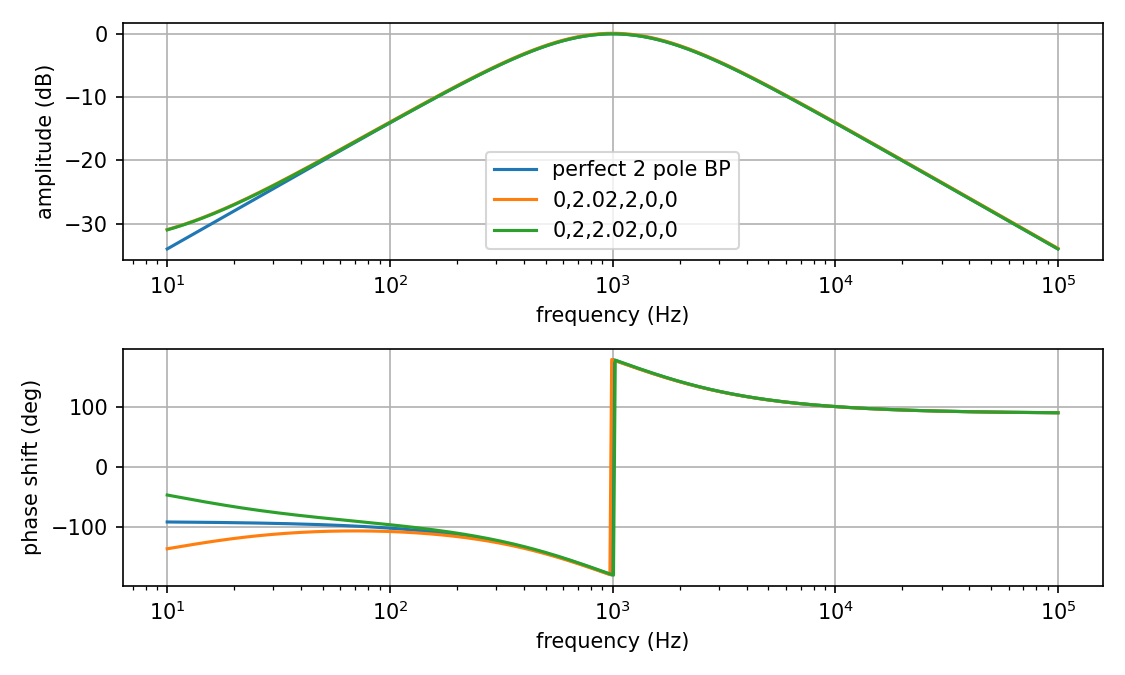 0
−10
−20
−30
amplitude (dB)
perfect 2 pole BP
0,2.02,2,0,0
0,2,2.02,0,0
10¹ 10² 10³ 10⁴ 10⁵
frequency (Hz)
100
0
−100
phase shift (deg)
10¹ 10² 10³ 10⁴ 10⁵
frequency (Hz)